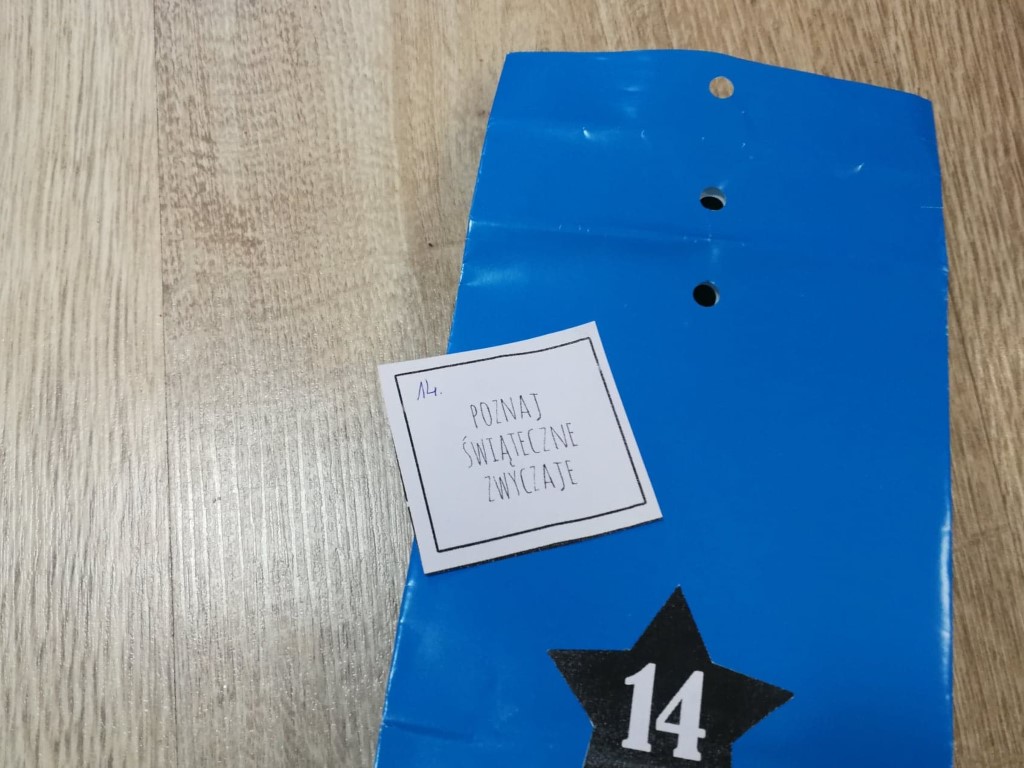 14.
POZNAJ
ŚWIĄTECZNE
ZWYCZAJE
14